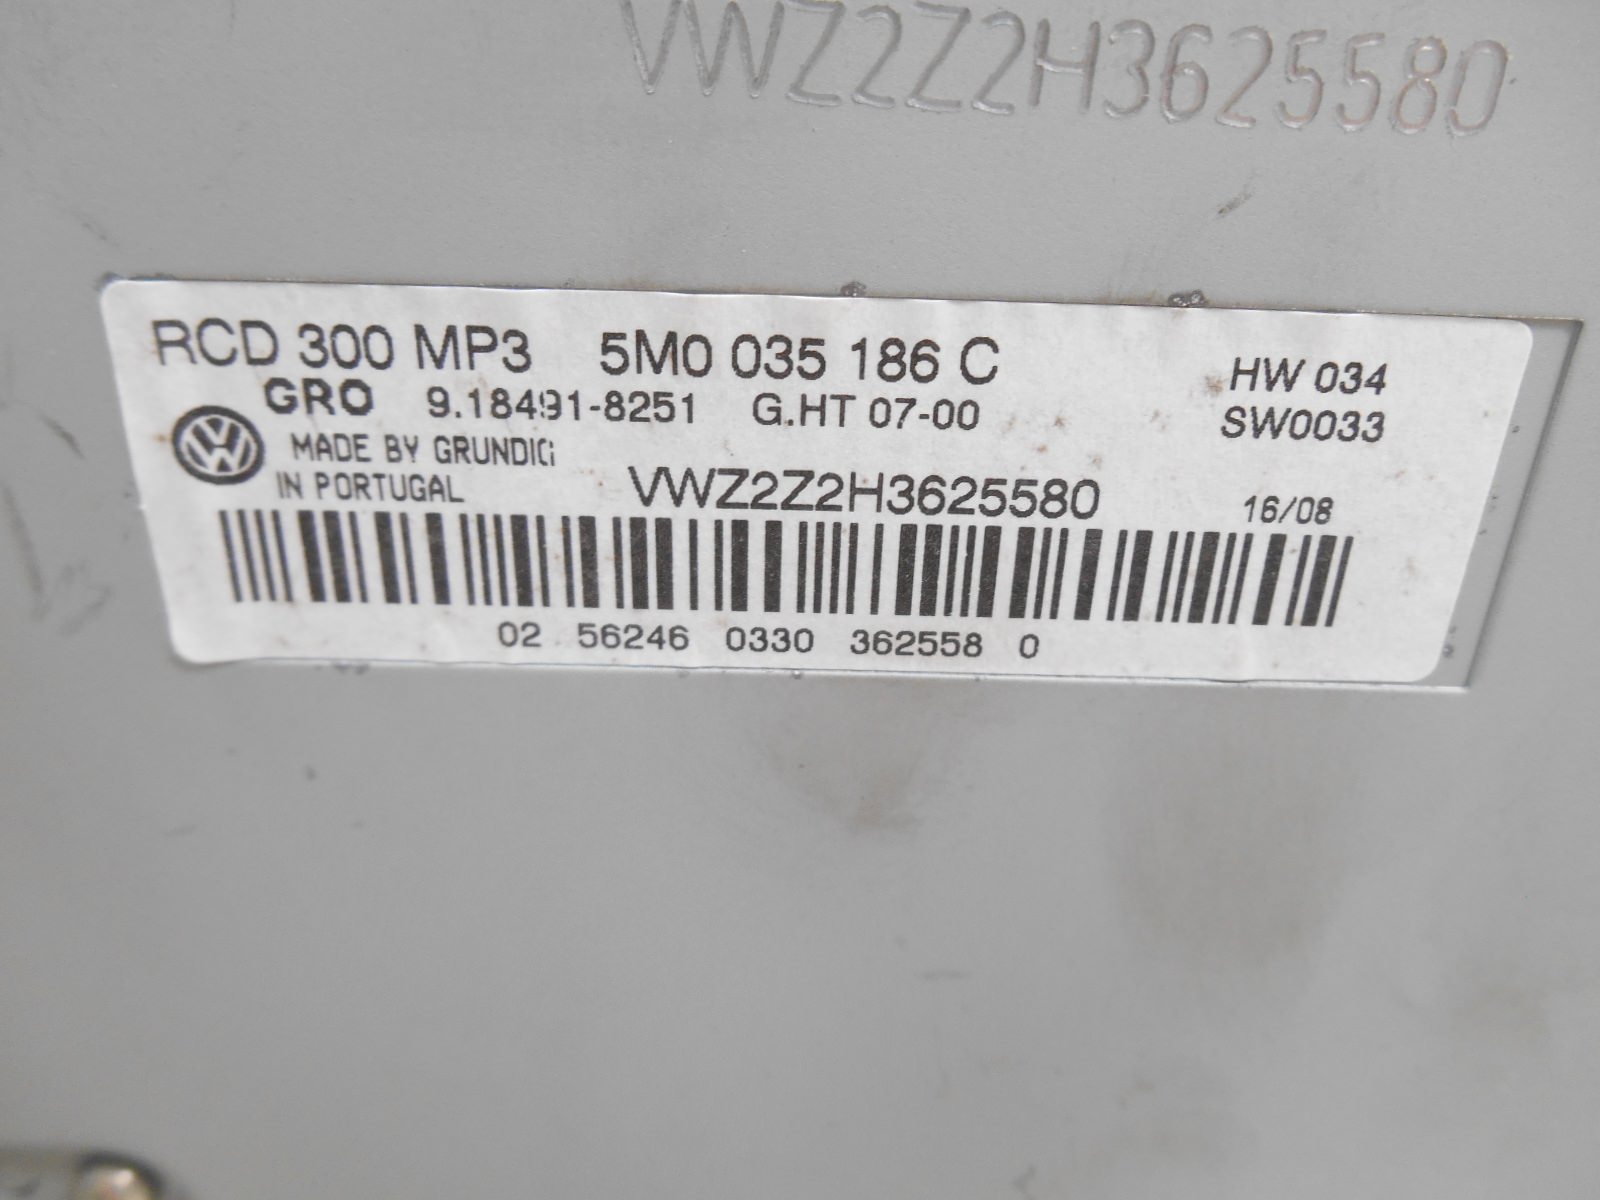 VWZ2Z2H3625580
RCD 300 MP3 5M0 035 186 C HW 034
GRO 9.18491-8251 G.HT 07-00 SW0033
MADE BY GRUNDIG
IN PORTUGAL VWZ2Z2H3625580 16/08
02 56246 0330 362558 0